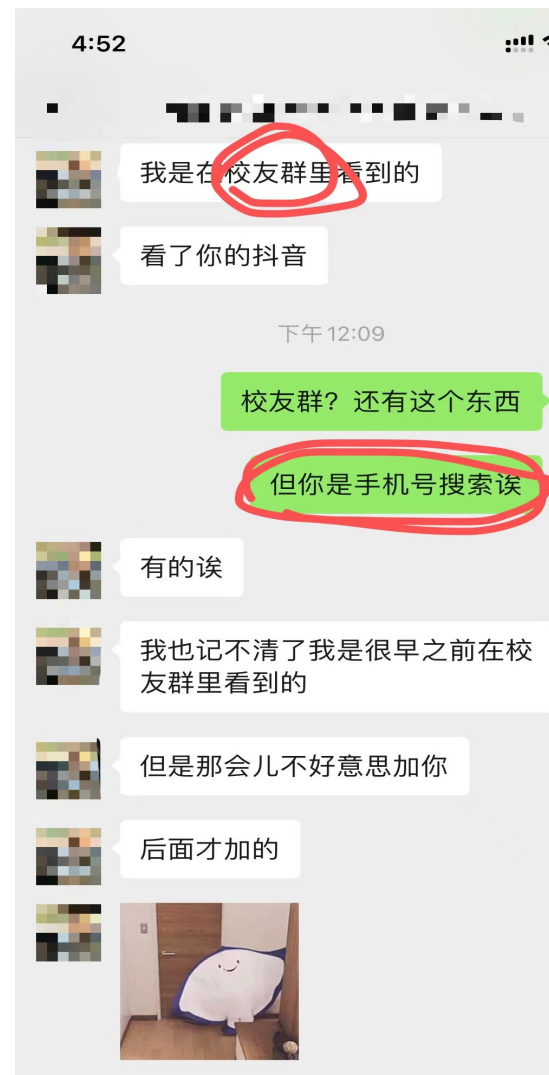 4:52
我是在校友群里看到的
看了你的抖音
下午12:09
校友群？还有这个东西
但你是手机号搜索诶
有的诶
我也记不清了我是很早之前在校
友群里看到的
但是那会儿不好意思加你
后面才加的